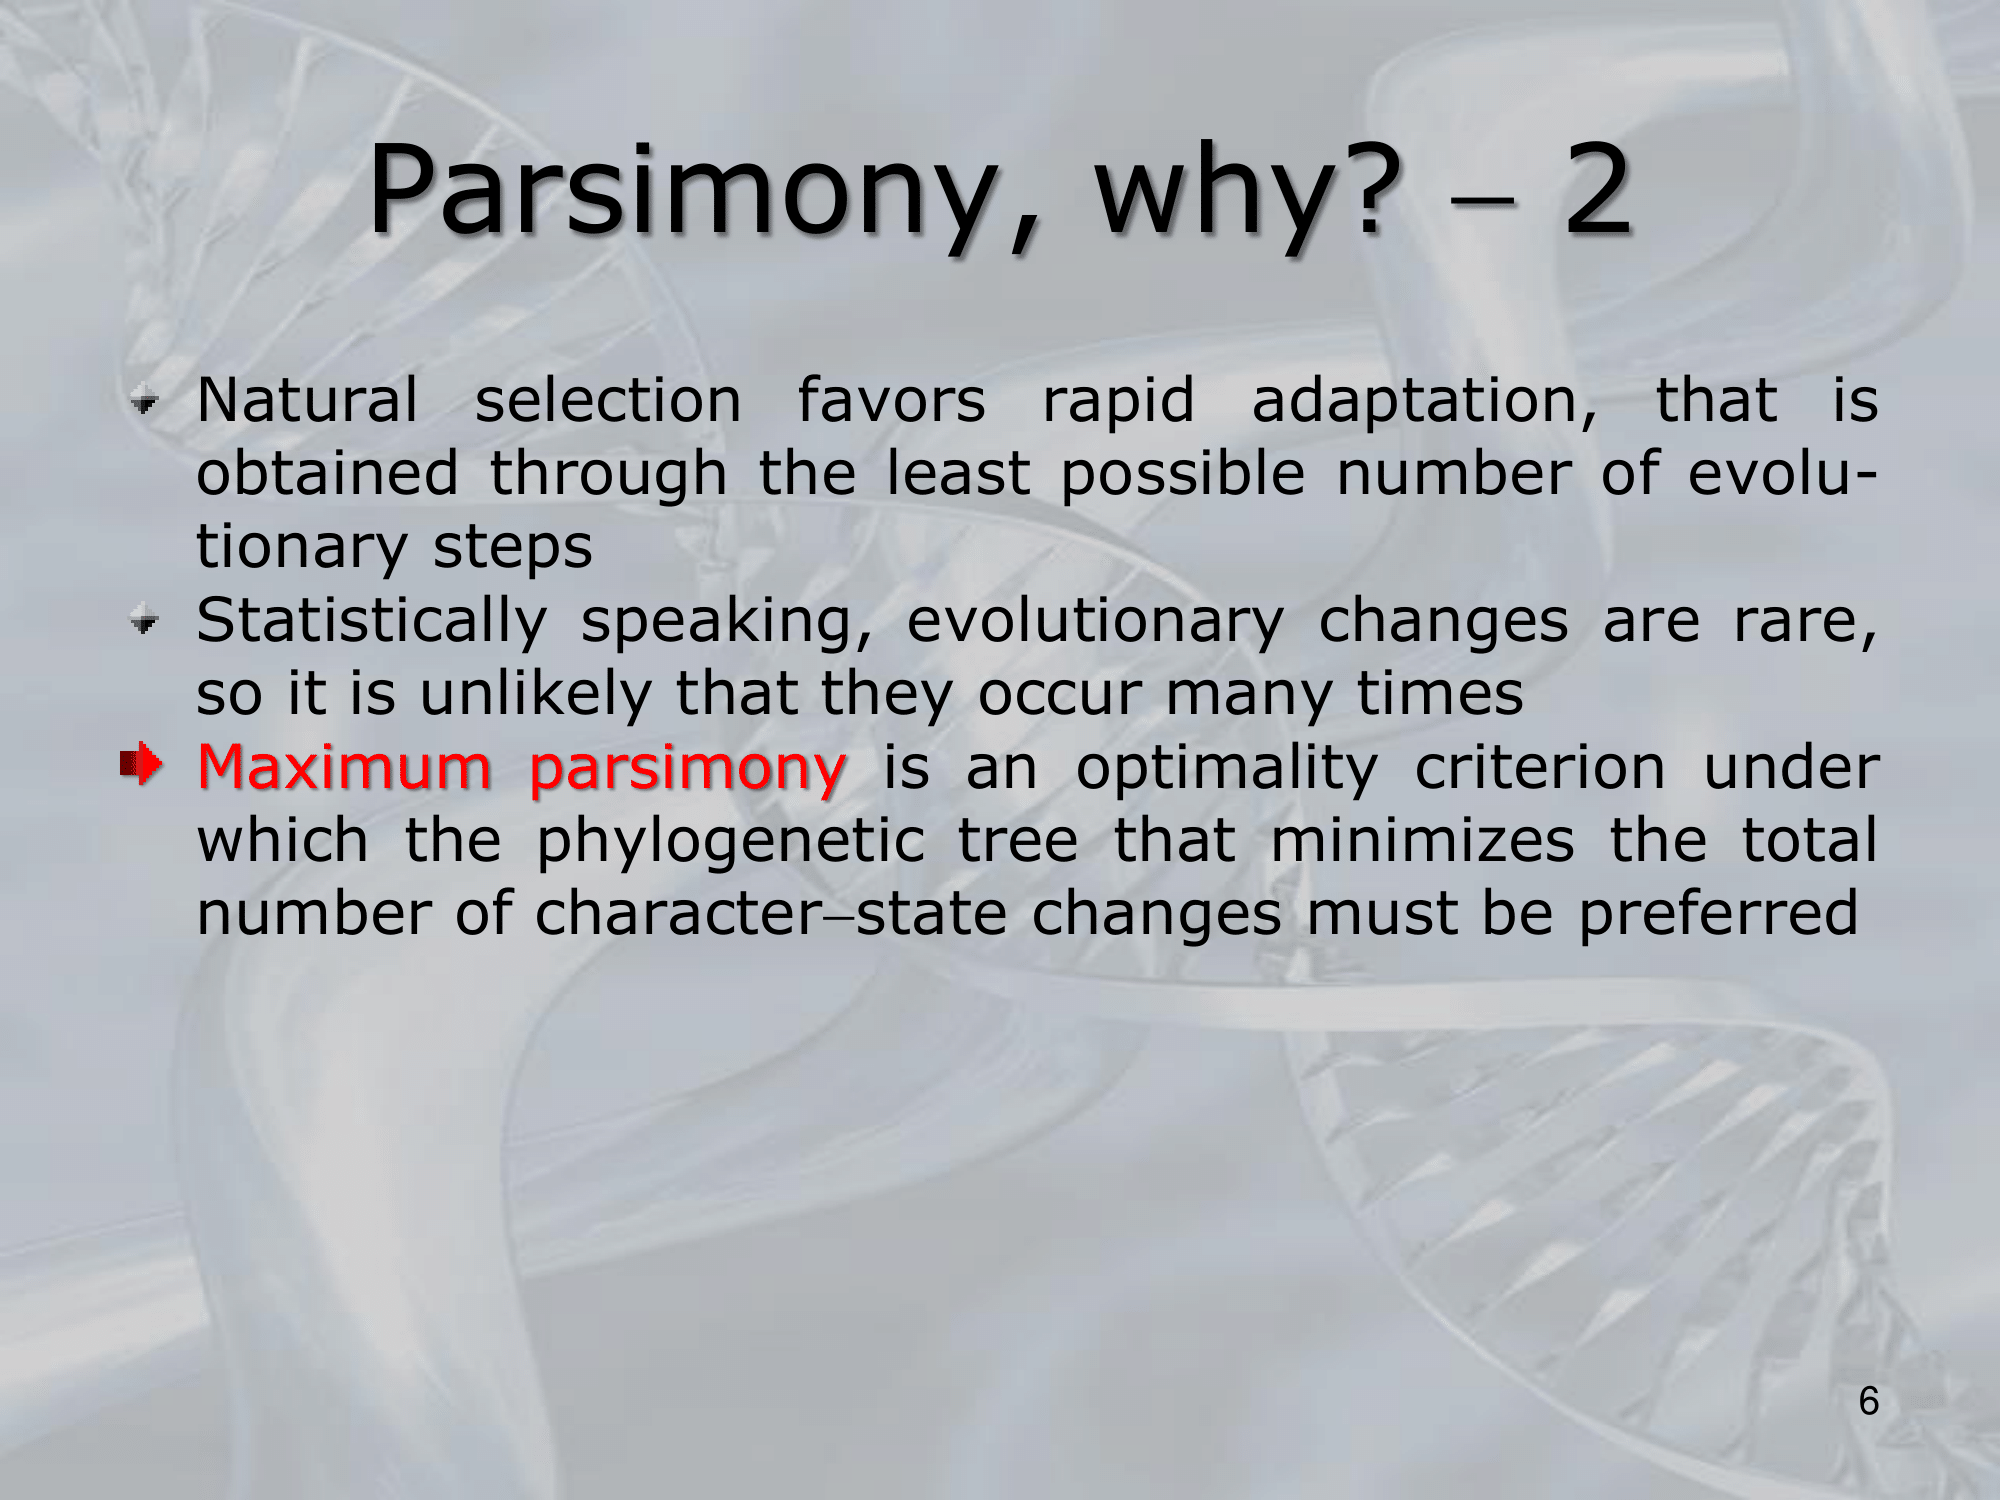 Parsimony, why? – 2
Natural selection favors rapid adaptation, that is
obtained through the least possible number of evolu-
tionary steps
Statistically speaking, evolutionary changes are rare,
so it is unlikely that they occur many times
Maximum parsimony is an optimality criterion under
which the phylogenetic tree that minimizes the total
number of character–state changes must be preferred
6